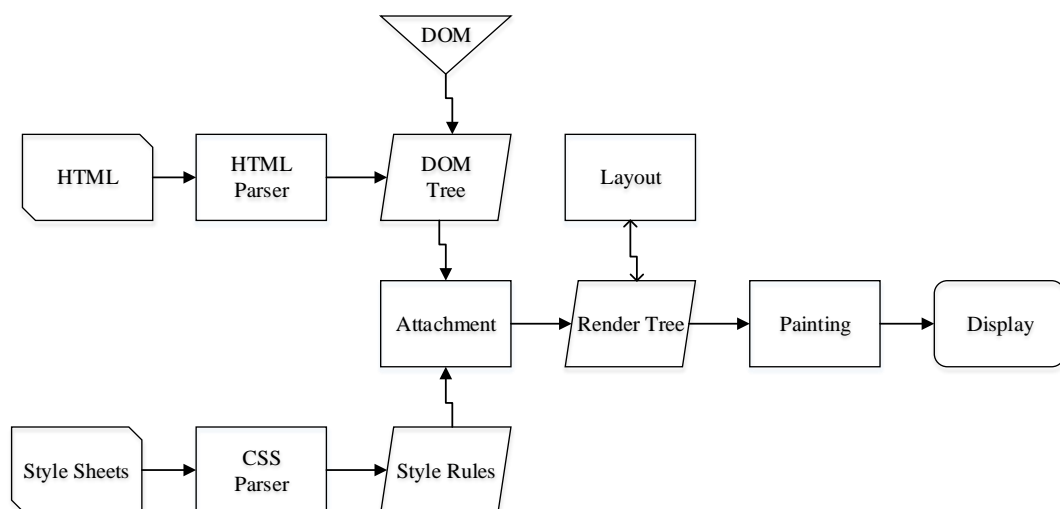 DOM
HTML
HTML
Parser
DOM
Tree
Layout
Attachment
Render Tree
Painting
Display
Style Sheets
CSS
Parser
Style Rules